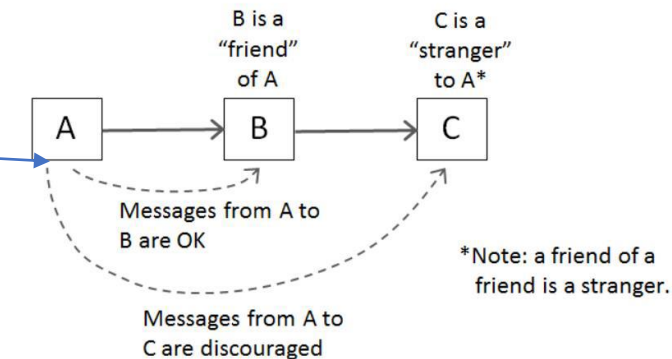 B is a
“friend”
of A
C is a
“stranger”
to A*
A
B
C
Messages from A to
B are OK
*Note: a friend of a
friend is a stranger.
Messages from A to
C are discouraged